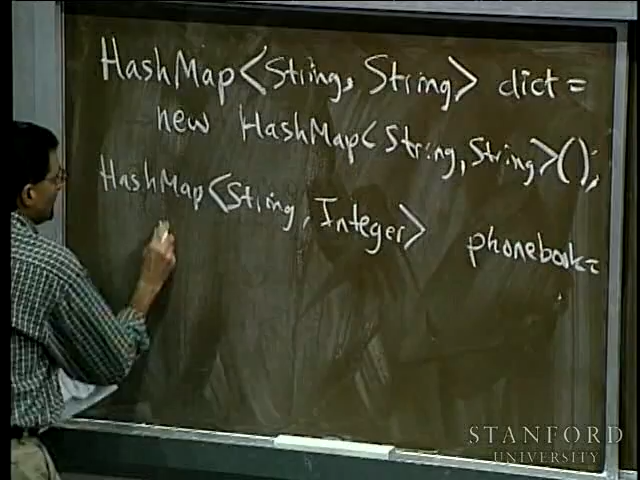 HashMap<String, String> dict =
new HashMap<String, String>();
HashMap<String, Integer> phonebook=
STANFORD
UNIVERSITY